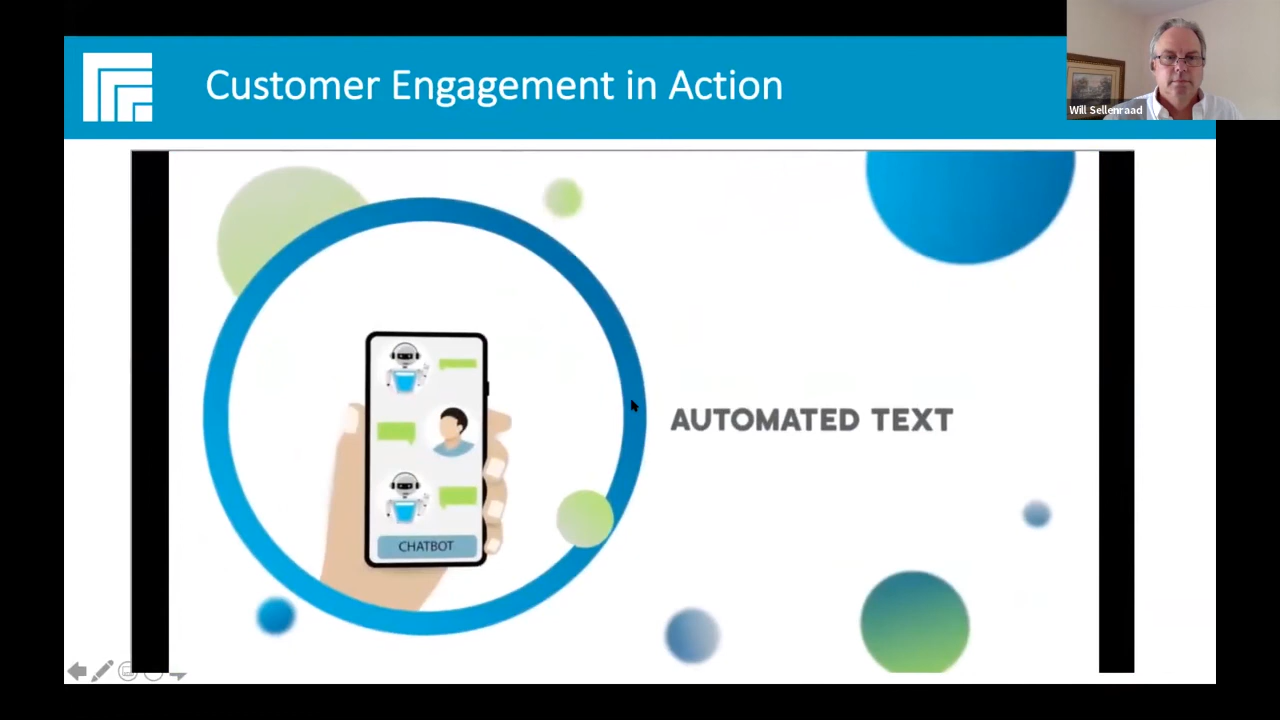 Customer Engagement in Action
Will Sellenraad
AUTOMATED TEXT
CHATBOT